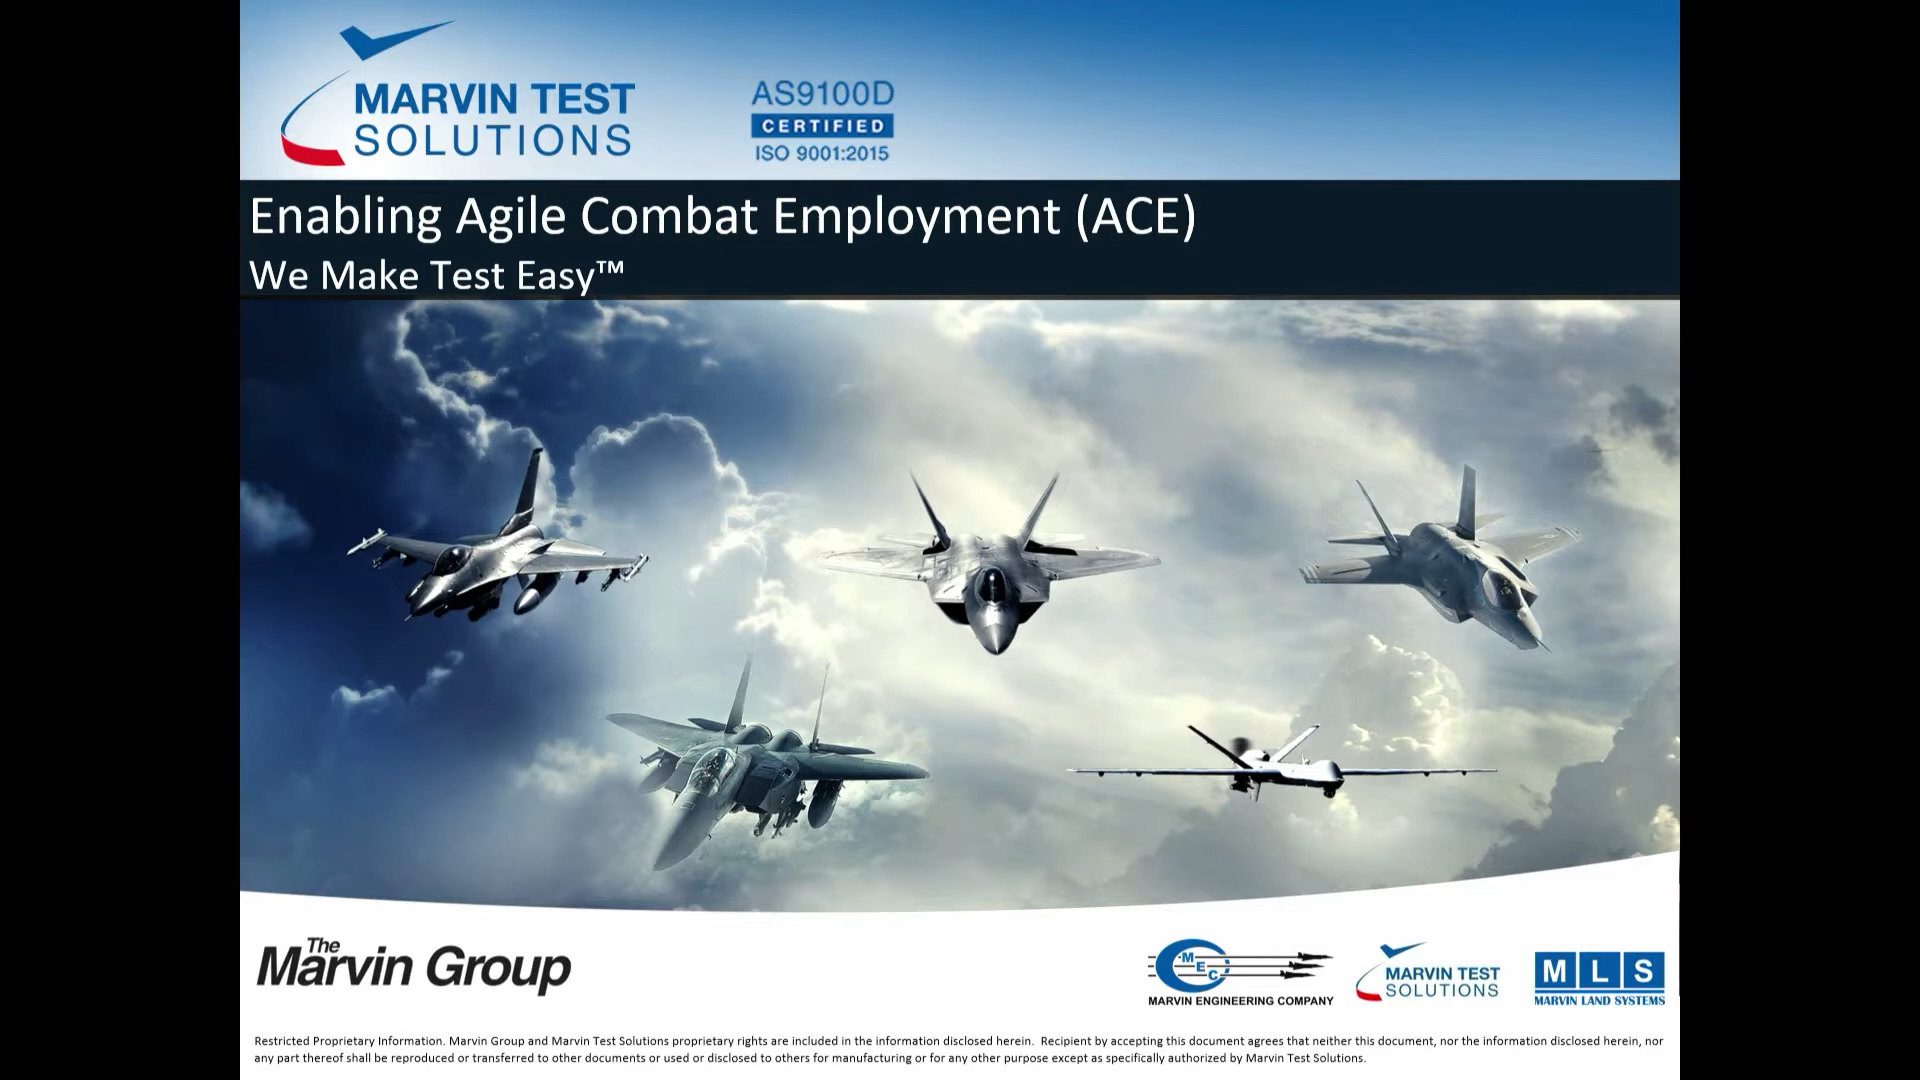 MARVIN TEST
SOLUTIONS
AS9100D
CERTIFIED
ISO 9001:2015
Enabling Agile Combat Employment (ACE)
We Make Test Easy™
The
Marvin Group
MEC
MARVIN ENGINEERING COMPANY
MARVIN TEST
SOLUTIONS
MLS
MARVIN LAND SYSTEMS
Restricted Proprietary Information. Marvin Group and Marvin Test Solutions proprietary rights are included in the information disclosed herein.  Recipient by accepting this document agrees that neither this document, nor the information disclosed herein, nor
any part thereof shall be reproduced or transferred to other documents or used or disclosed to others for manufacturing or for any other purpose except as specifically authorized by Marvin Test Solutions.